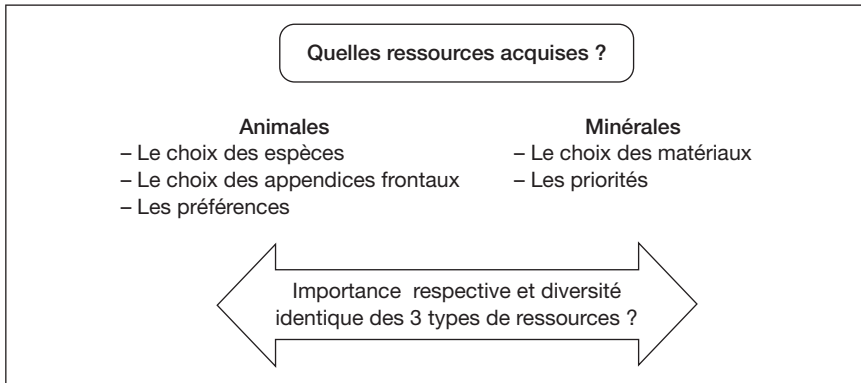 Quelles ressources acquises ?
Animales
– Le choix des espèces
– Le choix des appendices frontaux
– Les préférences
Minérales
– Le choix des matériaux
– Les priorités
Importance respective et diversité
identique des 3 types de ressources ?